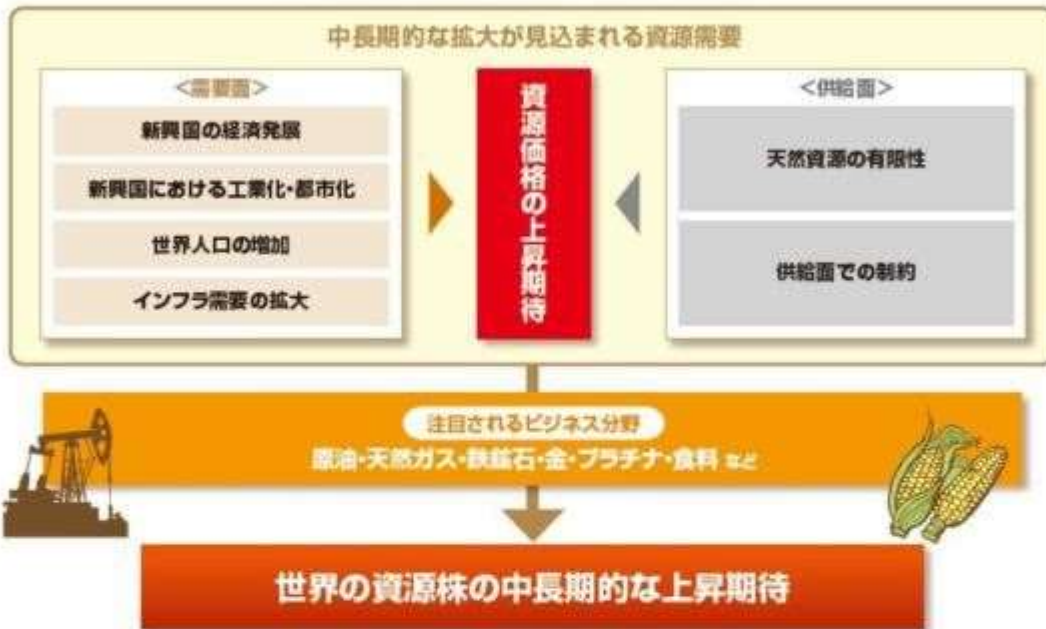 中長期的な拡大が見込まれる資源需要
＜需要面＞
新興国の経済発展
新興国における工業化・都市化
世界人口の増加
インフラ需要の拡大
資源価格の上昇期待
＜供給面＞
天然資源の有限性
供給面での制約
注目されるビジネス分野
原油・天然ガス・鉄鉱石・金・プラチナ・食料 など
世界の資源株の中長期的な上昇期待